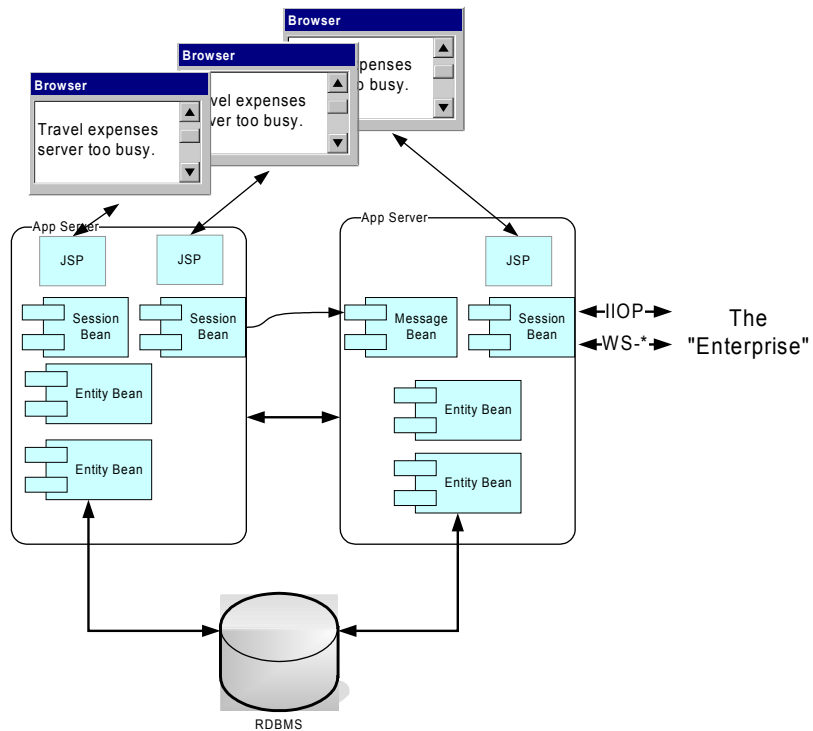 Browser
penses
o busy.
Browser
vel expenses
ver too busy.
Browser
Travel expenses
server too busy.
App Server
JSP
JSP
Session
Bean
Session
Bean
Entity Bean
Entity Bean
App Server
JSP
Message
Bean
Session
Bean
Entity Bean
Entity Bean
IIOP
WS-*
The
"Enterprise"
RDBMS